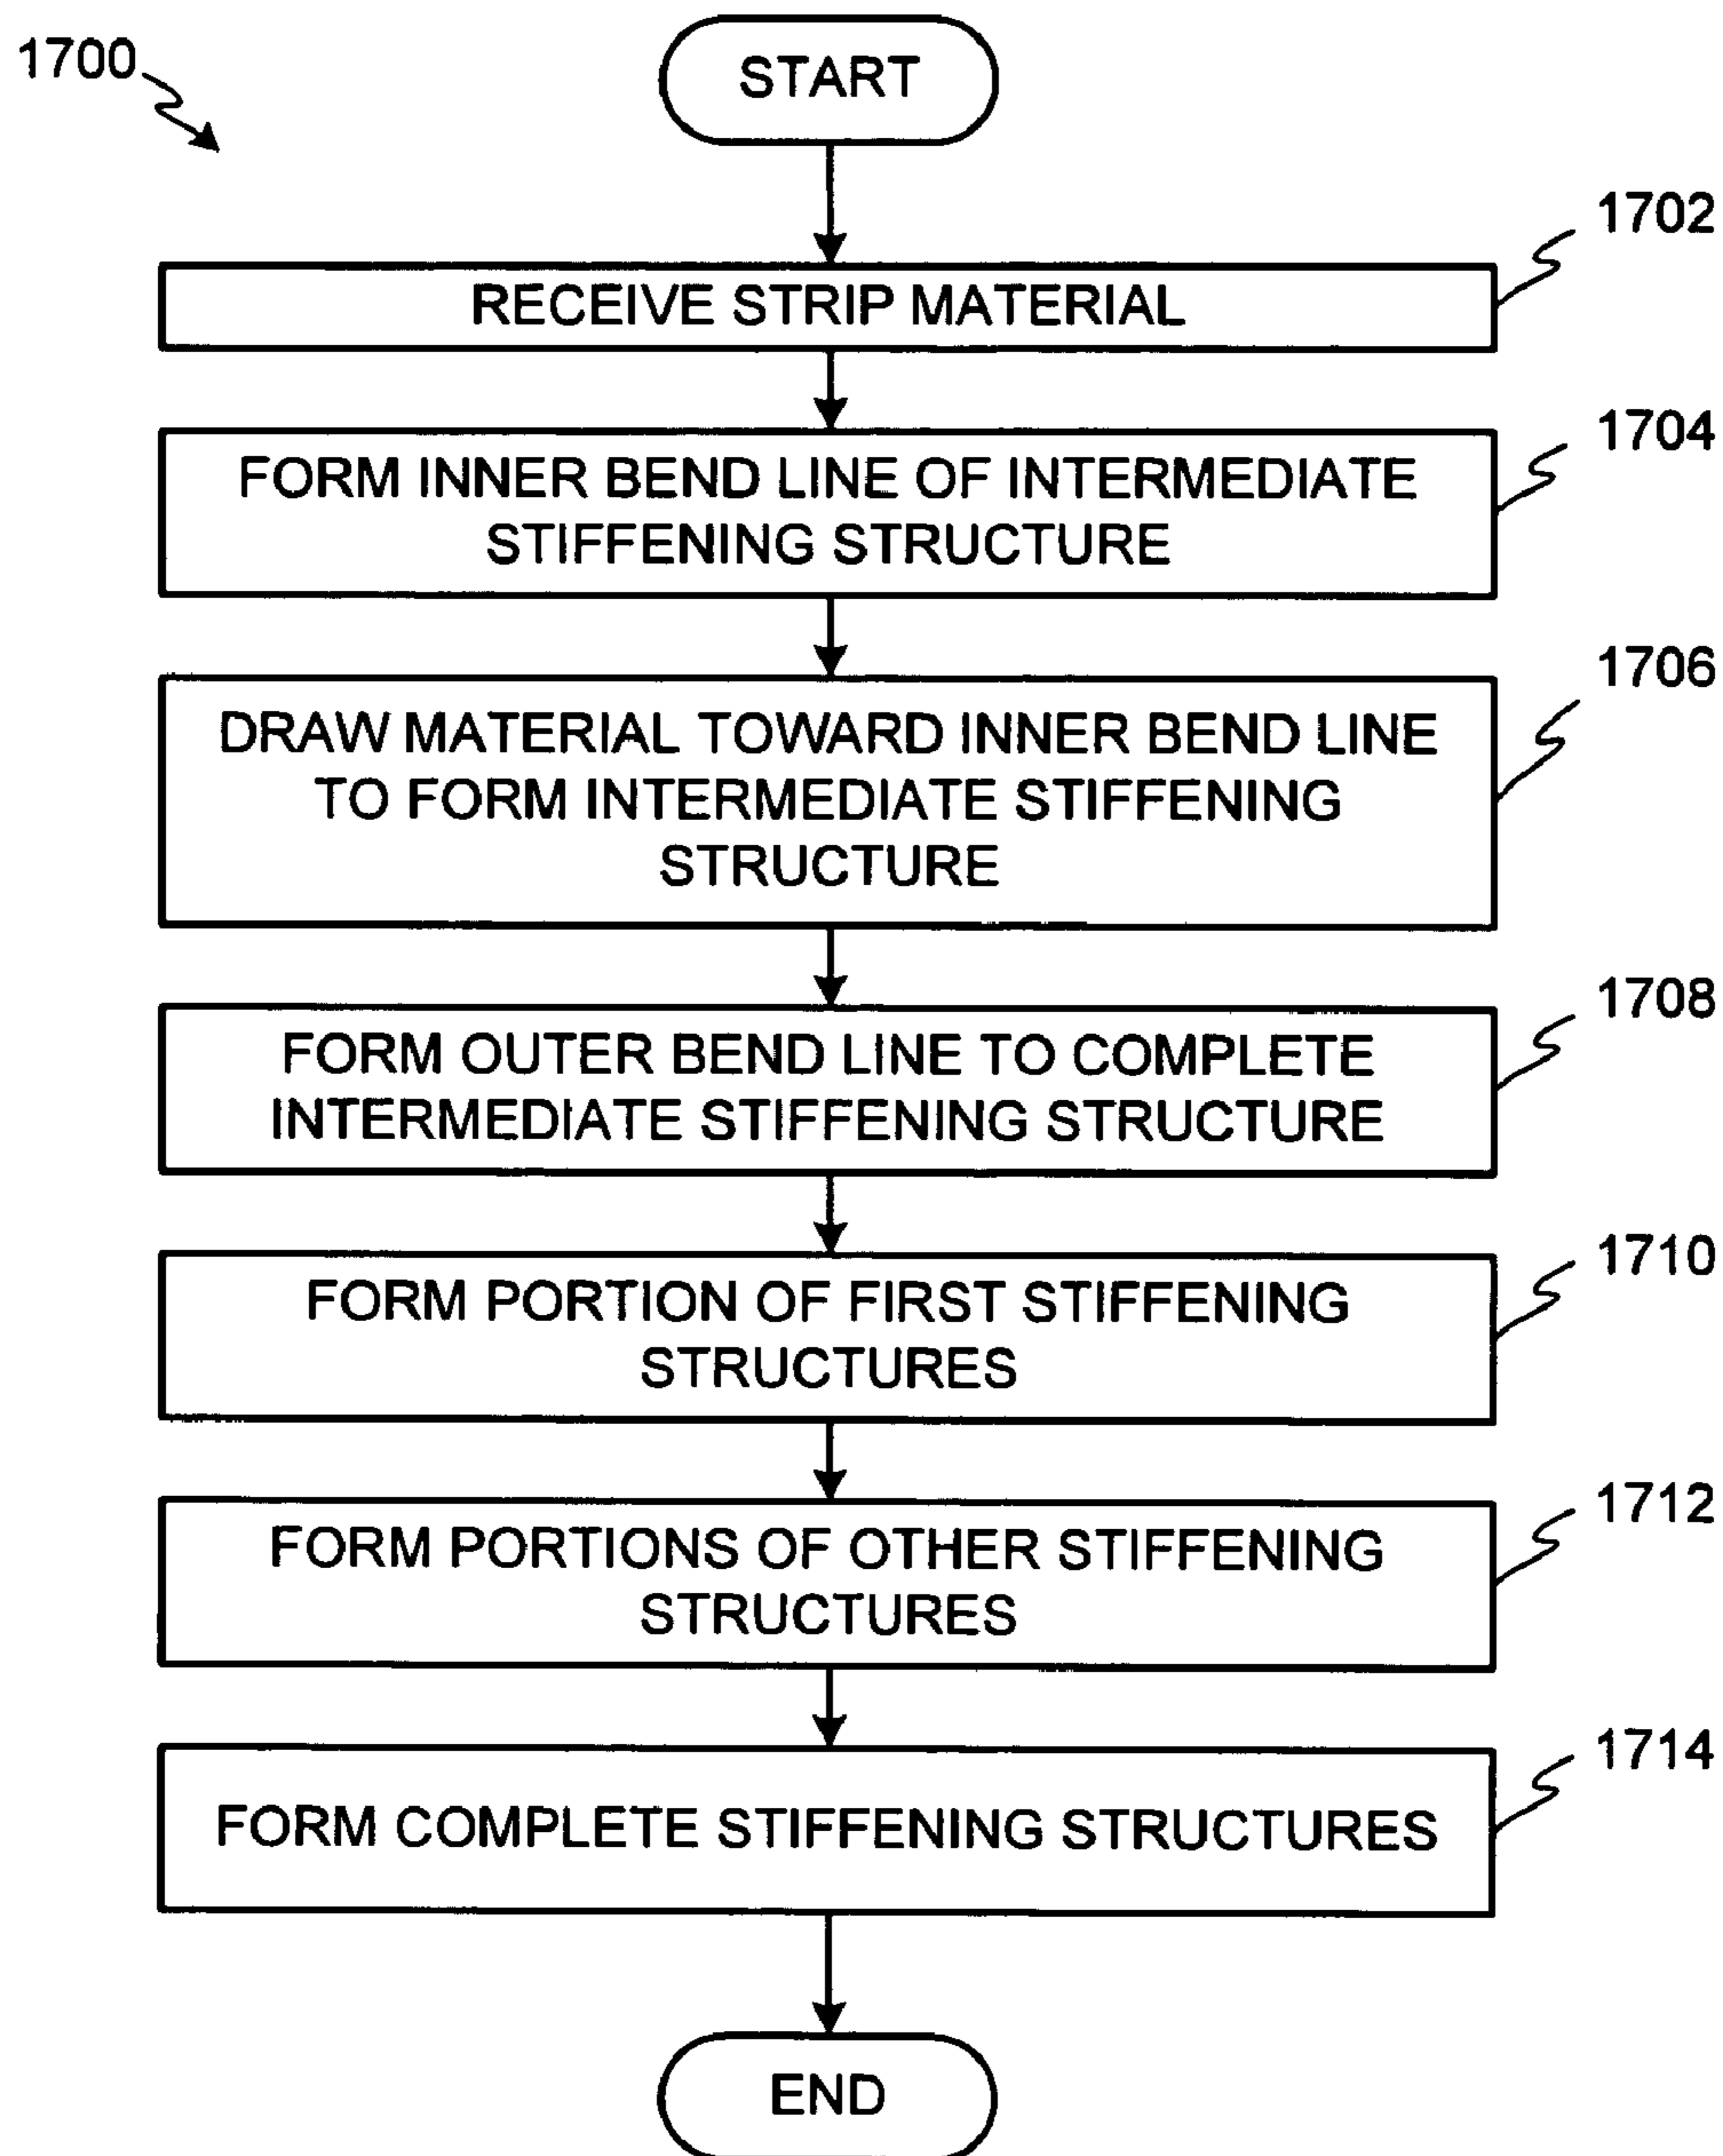 1700
START
1702
RECEIVE STRIP MATERIAL
1704
FORM INNER BEND LINE OF INTERMEDIATE
STIFFENING STRUCTURE
1706
DRAW MATERIAL TOWARD INNER BEND LINE
TO FORM INTERMEDIATE STIFFENING
STRUCTURE
1708
FORM OUTER BEND LINE TO COMPLETE
INTERMEDIATE STIFFENING STRUCTURE
1710
FORM PORTION OF FIRST STIFFENING
STRUCTURES
1712
FORM PORTIONS OF OTHER STIFFENING
STRUCTURES
1714
FORM COMPLETE STIFFENING STRUCTURES
END